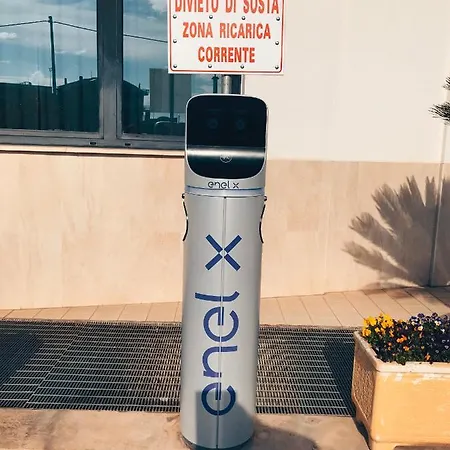 DIVIETO DI SOSTA
ZONA RICARICA
CORRENTE
enel x
enel x